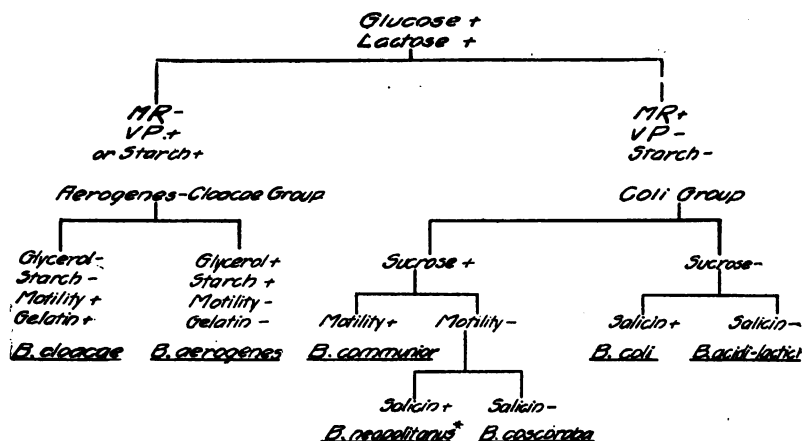 Glucose +
Lactose +
MR-
VP.+
or Starch+
MR+
VP-
Starch-
Aerogenes-Cloacae Group
Coli Group
Glycerol-
Starch -
Motility +
Gelatin+
B. cloacae
Glycerol+
Starch +
Motility -
Gelatin -
B. aerogenes
Sucrose +
Sucrose-
Motility+
B. communior
Motility-
Salicin+
B. coli
Salicin-
B. acidi-lactici
Salicin+
B. neapolitanus*
Salicin-
B. coscoroba